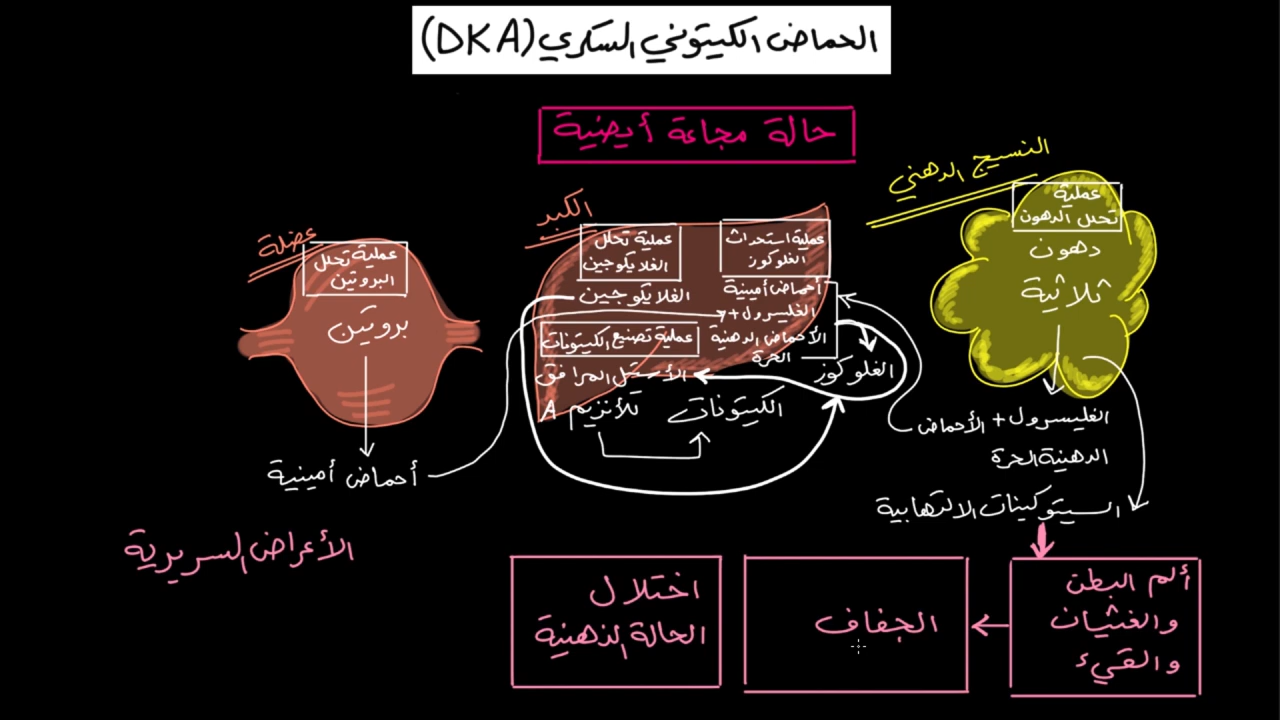 الحماض الكيتوني السكري (DKA)
حالة مجاعة أيضية
النسيج الدهني
عملية
تحلل الدهون
دهون
ثلاثية
الغليسرول + الأحماض
الدهنية الحرة
السيتوكينات الالتهابية
الكبد
عملية استحداث
الغلوكوز
أحماض أمينية
الغليسرول +
الأحماض الدهنية
الحرة
الغلوكوز
عملية تحلل
الغلايكوجين
الغلايكوجين
عملية تصنيع الكيتونات
الأستيل المرافق
للأنزيم A
الكيتونات
عضلة
عملية تحلل
البروتين
بروتين
أحماض أمينية
الأعراض السريرية
ألم البطن
والغثيان
والقيء
الجفاف
اختلال
الحالة الذهنية